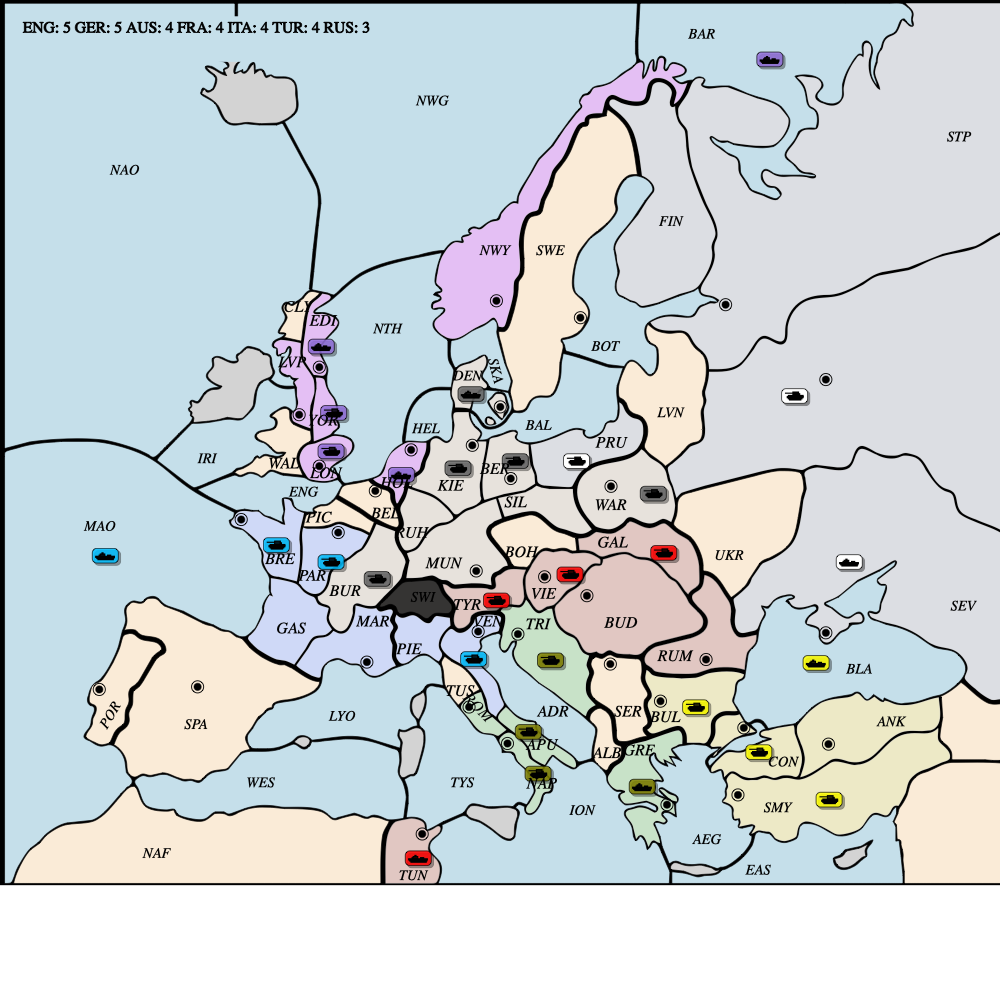 ENG: 5 GER: 5 AUS: 4 FRA: 4 ITA: 4 TUR: 4 RUS: 3
BAR
NWG
STP
NAO
FIN
NWY
SWE
CLY
EDI
NTH
BOT
SKA
LVP
DEN
LVN
YOR
HEL
BAL
PRU
IRI
WAL
LON
HOL
KIE
BER
ENG
WAR
SIL
MAO
PIC
BEL
RUH
BRE
PAR
BOH
GAL
UKR
MUN
BUR
VIE
SWI
TYR
SEV
GAS
MAR
VEN
TRI
BUD
PIE
RUM
BLA
TUS
ROM
POR
SPA
LYO
ADR
SER
BUL
ANK
APU
ALB
GRE
CON
WES
TYS
NAP
ION
SMY
AEG
NAF
TUN
EAS